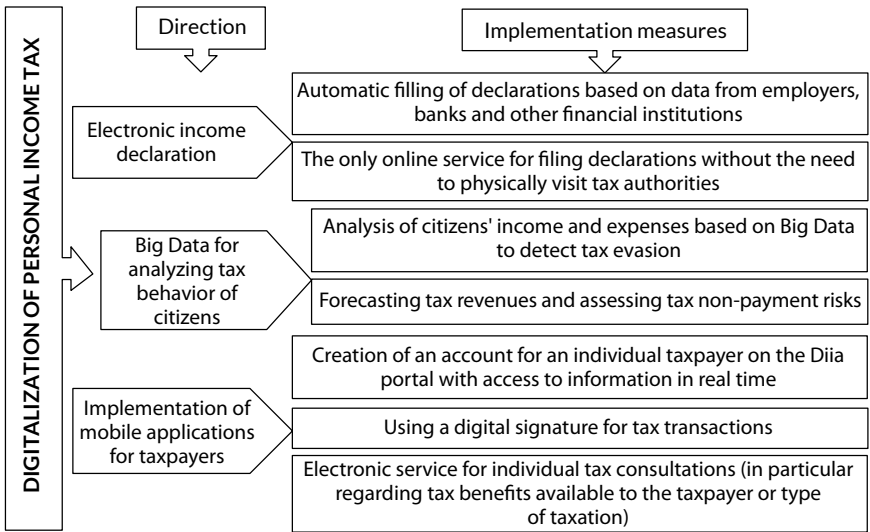 DIGITALIZATION OF PERSONAL INCOME TAX
Direction
Implementation measures
Electronic income
declaration
Automatic filling of declarations based on data from employers,
banks and other financial institutions
The only online service for filing declarations without the need
to physically visit tax authorities
Big Data for
analyzing tax
behavior of
citizens
Analysis of citizens' income and expenses based on Big Data
to detect tax evasion
Forecasting tax revenues and assessing tax non-payment risks
Implementation of
mobile applications
for taxpayers
Creation of an account for an individual taxpayer on the Diia
portal with access to information in real time
Using a digital signature for tax transactions
Electronic service for individual tax consultations (in particular
regarding tax benefits available to the taxpayer or type
of taxation)